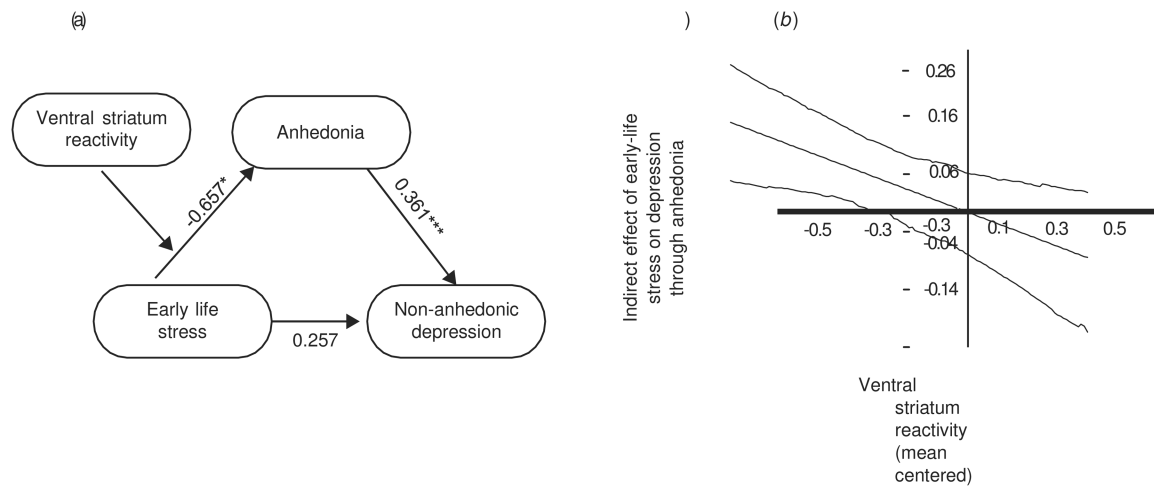 (a)
Ventral striatum
reactivity
Anhedonia
-0.657*
0.361***
Early life
stress
0.257
Non-anhedonic
depression
)
(b)
Indirect effect of early-life
stress on depression
through anhedonia
0.26
0.16
0.06
-0.5
-0.3
-0.3
0.1
0.3
0.5
-0.04
-0.14
Ventral
striatum
reactivity
(mean
centered)